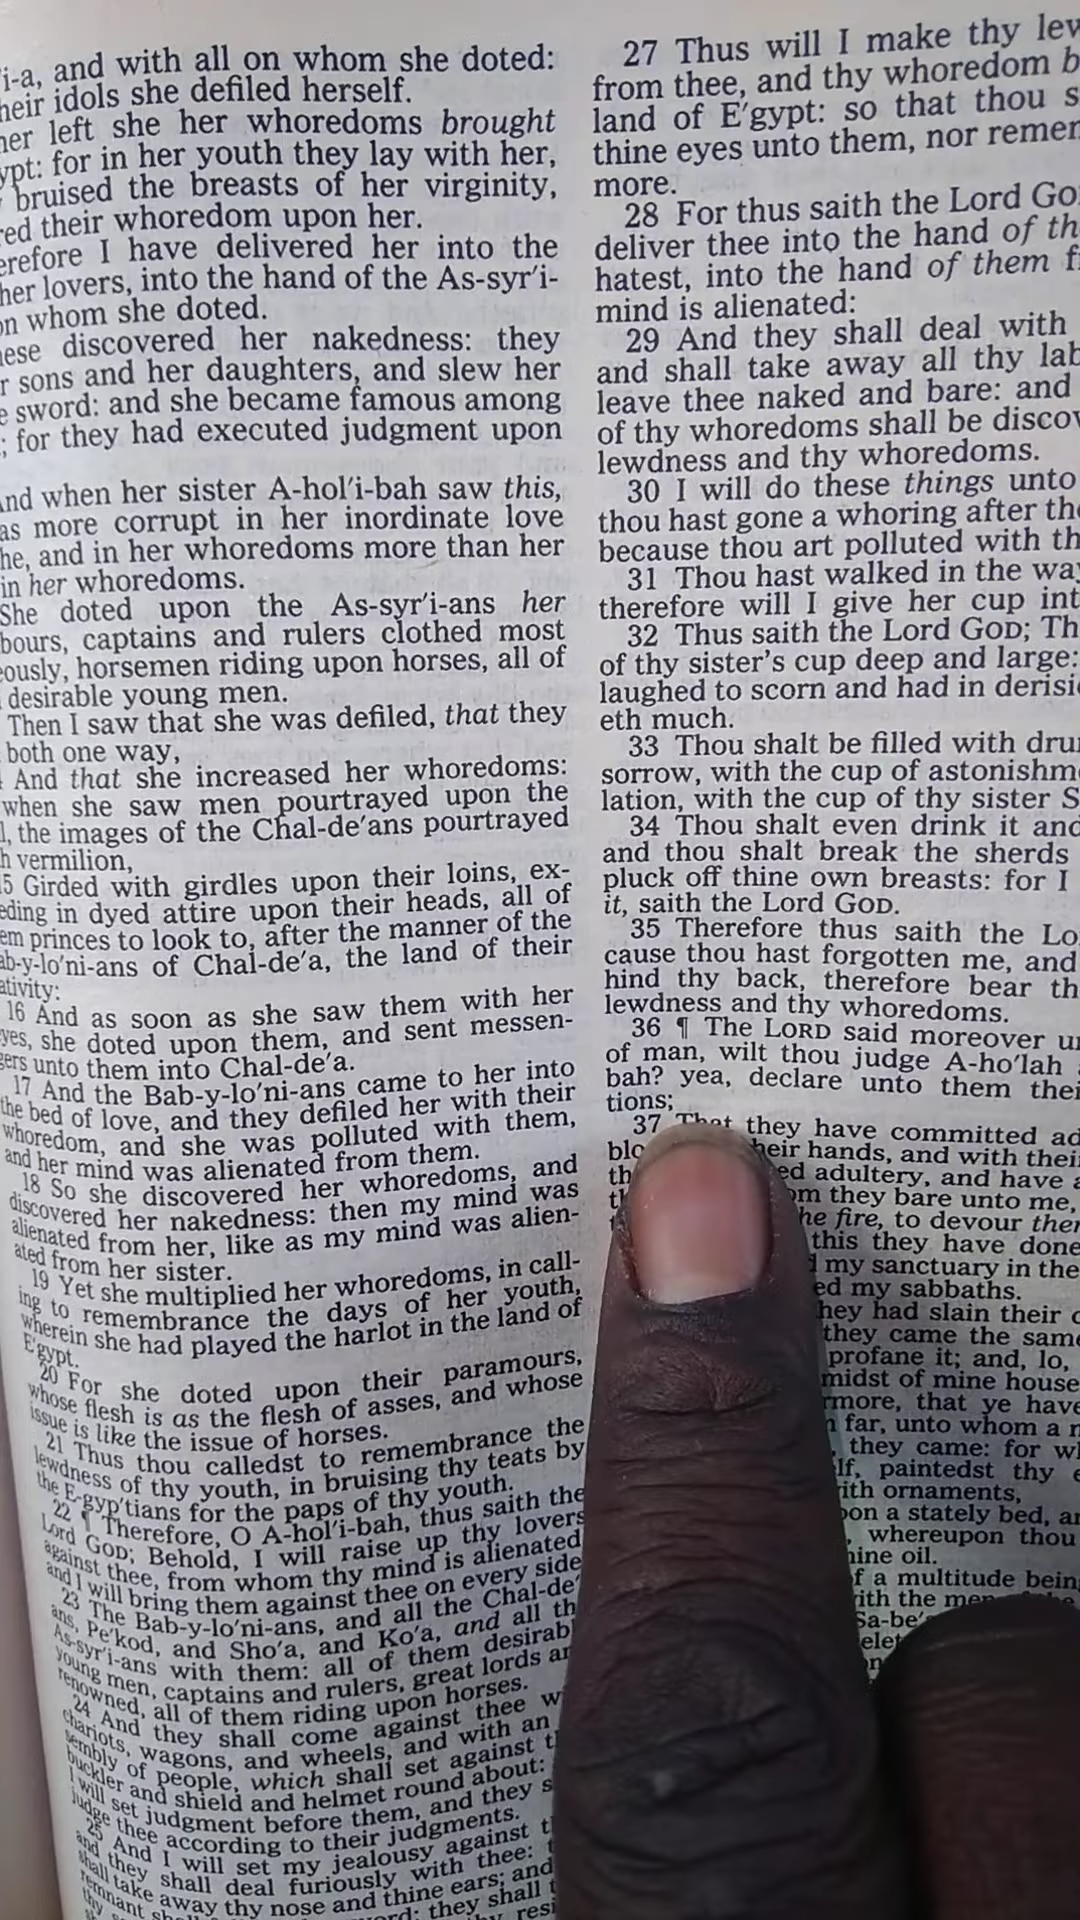 i-a, and with all on whom she doted:
heir idols she defiled herself.
her left she her whoredoms brought
ypt: for in her youth they lay with her,
bruised the breasts of her virginity,
red their whoredom upon her.
erefore I have delivered her into the
her lovers, into the hand of the As-syr′i-
on whom she doted.
hese discovered her nakedness: they
r sons and her daughters, and slew her
e sword: and she became famous among
; for they had executed judgment upon
And when her sister A-hol′i-bah saw this,
as more corrupt in her inordinate love
he, and in her whoredoms more than her
in her whoredoms.
She doted upon the As-syr′i-ans her
bours, captains and rulers clothed most
eously, horsemen riding upon horses, all of
desirable young men.
Then I saw that she was defiled, that they
both one way,
And that she increased her whoredoms:
when she saw men pourtrayed upon the
l, the images of the Chal-de′ans pourtrayed
h vermilion,
15 Girded with girdles upon their loins, ex-
eding in dyed attire upon their heads, all of
em princes to look to, after the manner of the
ab-y-lo′ni-ans of Chal-de′a, the land of their
ativity:
16 And as soon as she saw them with her
yes, she doted upon them, and sent messen-
gers unto them into Chal-de′a.
17 And the Bab-y-lo′ni-ans came to her into
the bed of love, and they defiled her with their
whoredom, and she was polluted with them,
and her mind was alienated from them.
18 So she discovered her whoredoms, and
discovered her nakedness: then my mind was
alienated from her, like as my mind was alien-
ated from her sister.
19 Yet she multiplied her whoredoms, in call-
ing to remembrance the days of her youth,
wherein she had played the harlot in the land of
E′gypt.
20 For she doted upon their paramours,
whose flesh is as the flesh of asses, and whose
issue is like the issue of horses.
21 Thus thou calledst to remembrance the
lewdness of thy youth, in bruising thy teats by
the E-gyp′tians for the paps of thy youth.
22 ¶ Therefore, O A-hol′i-bah, thus saith the
Lord GOD; Behold, I will raise up thy lovers
against thee, from whom thy mind is alienated
and I will bring them against thee on every side
23 The Bab-y-lo′ni-ans, and all the Chal-de′
ans, Pe′kod, and Sho′a, and Ko′a, and all th
As-syr′i-ans with them: all of them desirab
young men, captains and rulers, great lords an
renowned, all of them riding upon horses.
24 And they shall come against thee w
chariots, wagons, and wheels, and with an
sembly of people, which shall set against t
buckler and shield and helmet round about:
I will set judgment before them, and they s
judge thee according to their judgments.
25 And I will set my jealousy against t
and they shall deal furiously with thee: t
shall take away thy nose and thine ears; and
remnant they shall t
27 Thus will I make thy lew
from thee, and thy whoredom b
land of E′gypt: so that thou s
thine eyes unto them, nor remem
more.
28 For thus saith the Lord GO
deliver thee into the hand of th
hatest, into the hand of them f
mind is alienated:
29 And they shall deal with
and shall take away all thy lab
leave thee naked and bare: and
of thy whoredoms shall be discov
lewdness and thy whoredoms.
30 I will do these things unto
thou hast gone a whoring after the
because thou art polluted with th
31 Thou hast walked in the way
therefore will I give her cup int
32 Thus saith the Lord GOD; Th
of thy sister's cup deep and large:
laughed to scorn and had in derisi
eth much.
33 Thou shalt be filled with dru
sorrow, with the cup of astonishm
lation, with the cup of thy sister S
34 Thou shalt even drink it and
and thou shalt break the sherds
pluck off thine own breasts: for I
it, saith the Lord GOD.
35 Therefore thus saith the Lo
cause thou hast forgotten me, and
hind thy back, therefore bear th
lewdness and thy whoredoms.
36 ¶ The LORD said moreover un
of man, wilt thou judge A-ho′lah
bah? yea, declare unto them thei
tions;
37 That they have committed ad
blo heir hands, and with thei
th ed adultery, and have a
om they bare unto me,
he fire, to devour them
this they have done
my sanctuary in the
ed my sabbaths.
hey had slain their c
they came the same
profane it; and, lo,
midst of mine house
rmore, that ye have
far, unto whom a m
, they came: for wh
lf, paintedst thy e
ith ornaments,
pon a stately bed, an
, whereupon thou
hine oil.
f a multitude being
ith the men of the
Sa-be′
elet